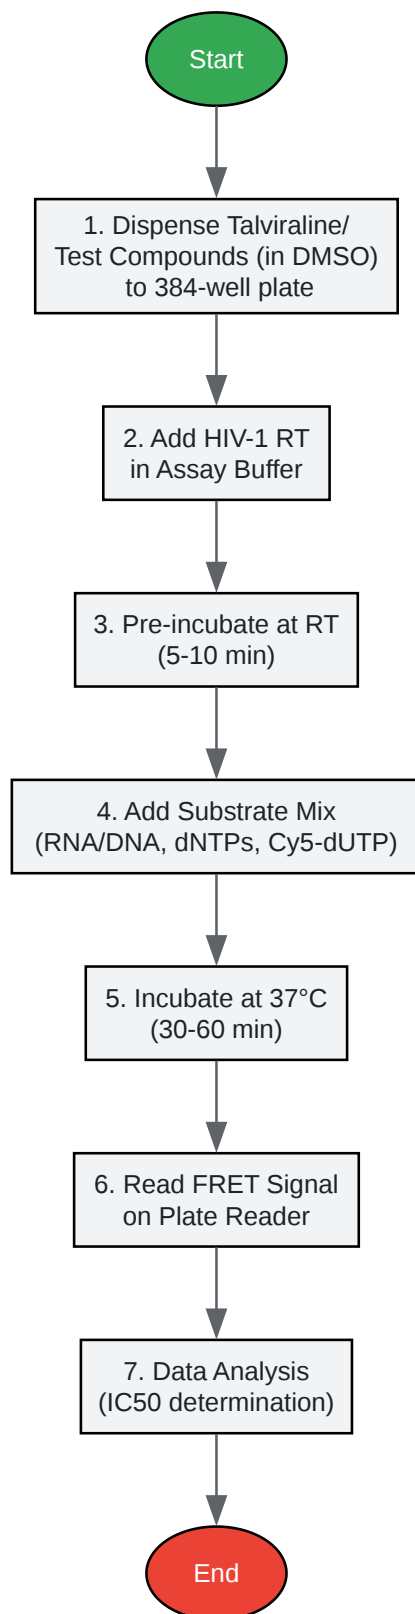 Start
1. Dispense Talviraline/
Test Compounds (in DMSO)
to 384-well plate
2. Add HIV-1 RT
in Assay Buffer
3. Pre-incubate at RT
(5-10 min)
4. Add Substrate Mix
(RNA/DNA, dNTPs, Cy5-dUTP)
5. Incubate at 37°C
(30-60 min)
6. Read FRET Signal
on Plate Reader
7. Data Analysis
(IC50 determination)
End